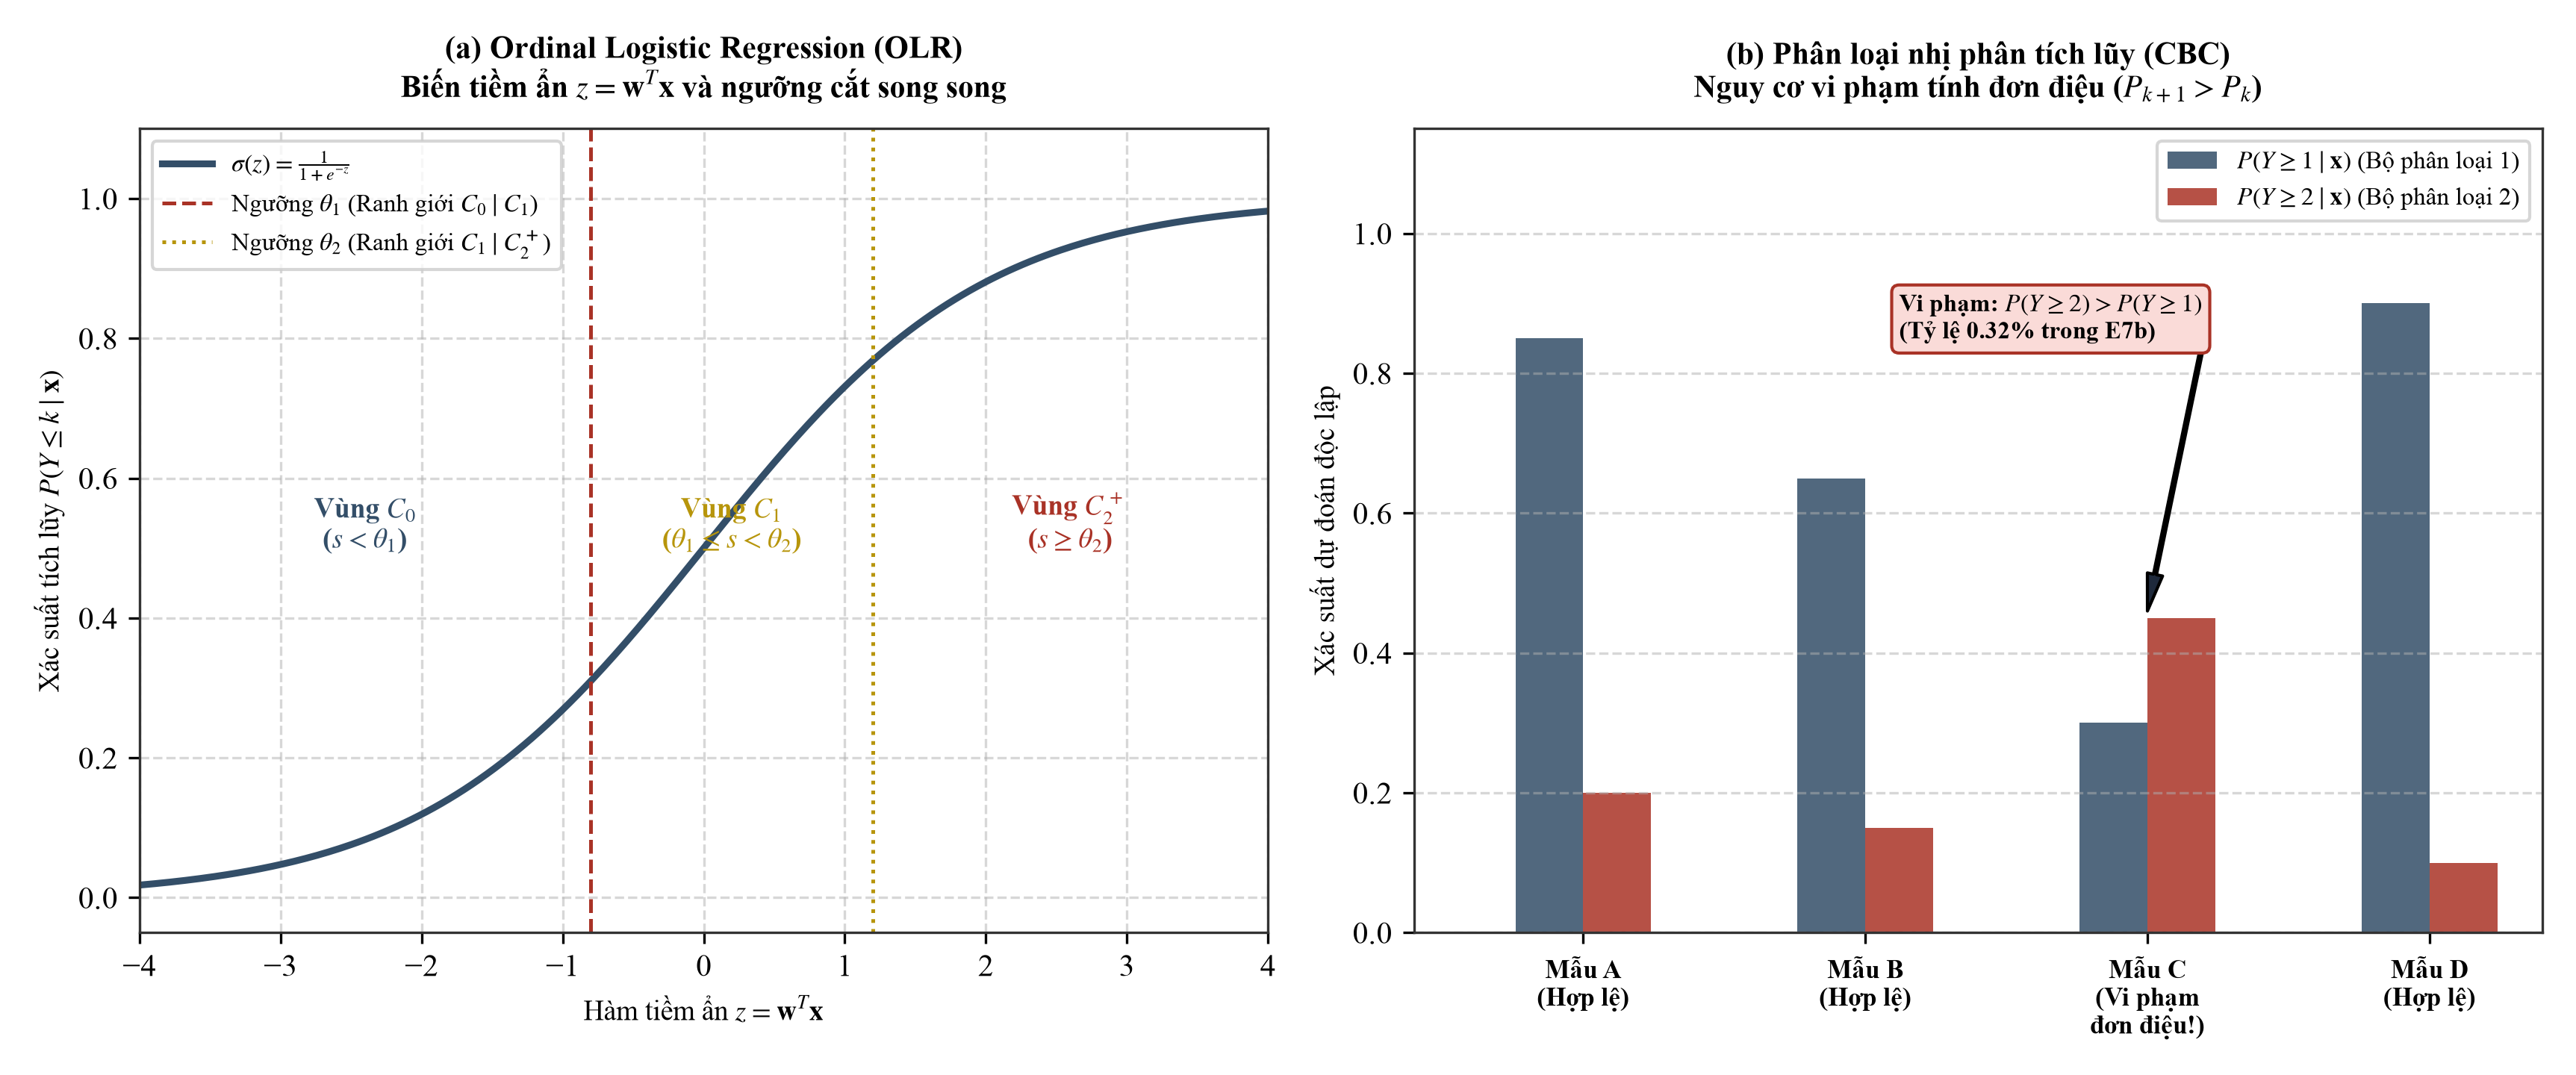 (a) Ordinal Logistic Regression (OLR)
Biến tiềm ẩn z = wᵀx và ngưỡng cắt song song
σ(z) = 1/(1 + e⁻ᶻ)
Ngưỡng θ₁ (Ranh giới C₀ | C₁)
Ngưỡng θ₂ (Ranh giới C₁ | C₂⁺)
Xác suất tích lũy P(Y ≤ k | x)
1.0
0.8
0.6
0.4
0.2
0.0
Vùng C₀
(s < θ₁)
Vùng C₁
(θ₁ ≤ s < θ₂)
Vùng C₂⁺
(s ≥ θ₂)
−4 −3 −2 −1 0 1 2 3 4
Hàm tiềm ẩn z = wᵀx
(b) Phân loại nhị phân tích lũy (CBC)
Nguy cơ vi phạm tính đơn điệu (Pₖ₊₁ > Pₖ)
P(Y ≥ 1 | x) (Bộ phân loại 1)
P(Y ≥ 2 | x) (Bộ phân loại 2)
Xác suất dự đoán độc lập
1.0
0.8
0.6
0.4
0.2
0.0
Vi phạm: P(Y ≥ 2) > P(Y ≥ 1)
(Tỷ lệ 0.32% trong E7b)
Mẫu A
(Hợp lệ)
Mẫu B
(Hợp lệ)
Mẫu C
(Vi phạm
đơn điệu!)
Mẫu D
(Hợp lệ)